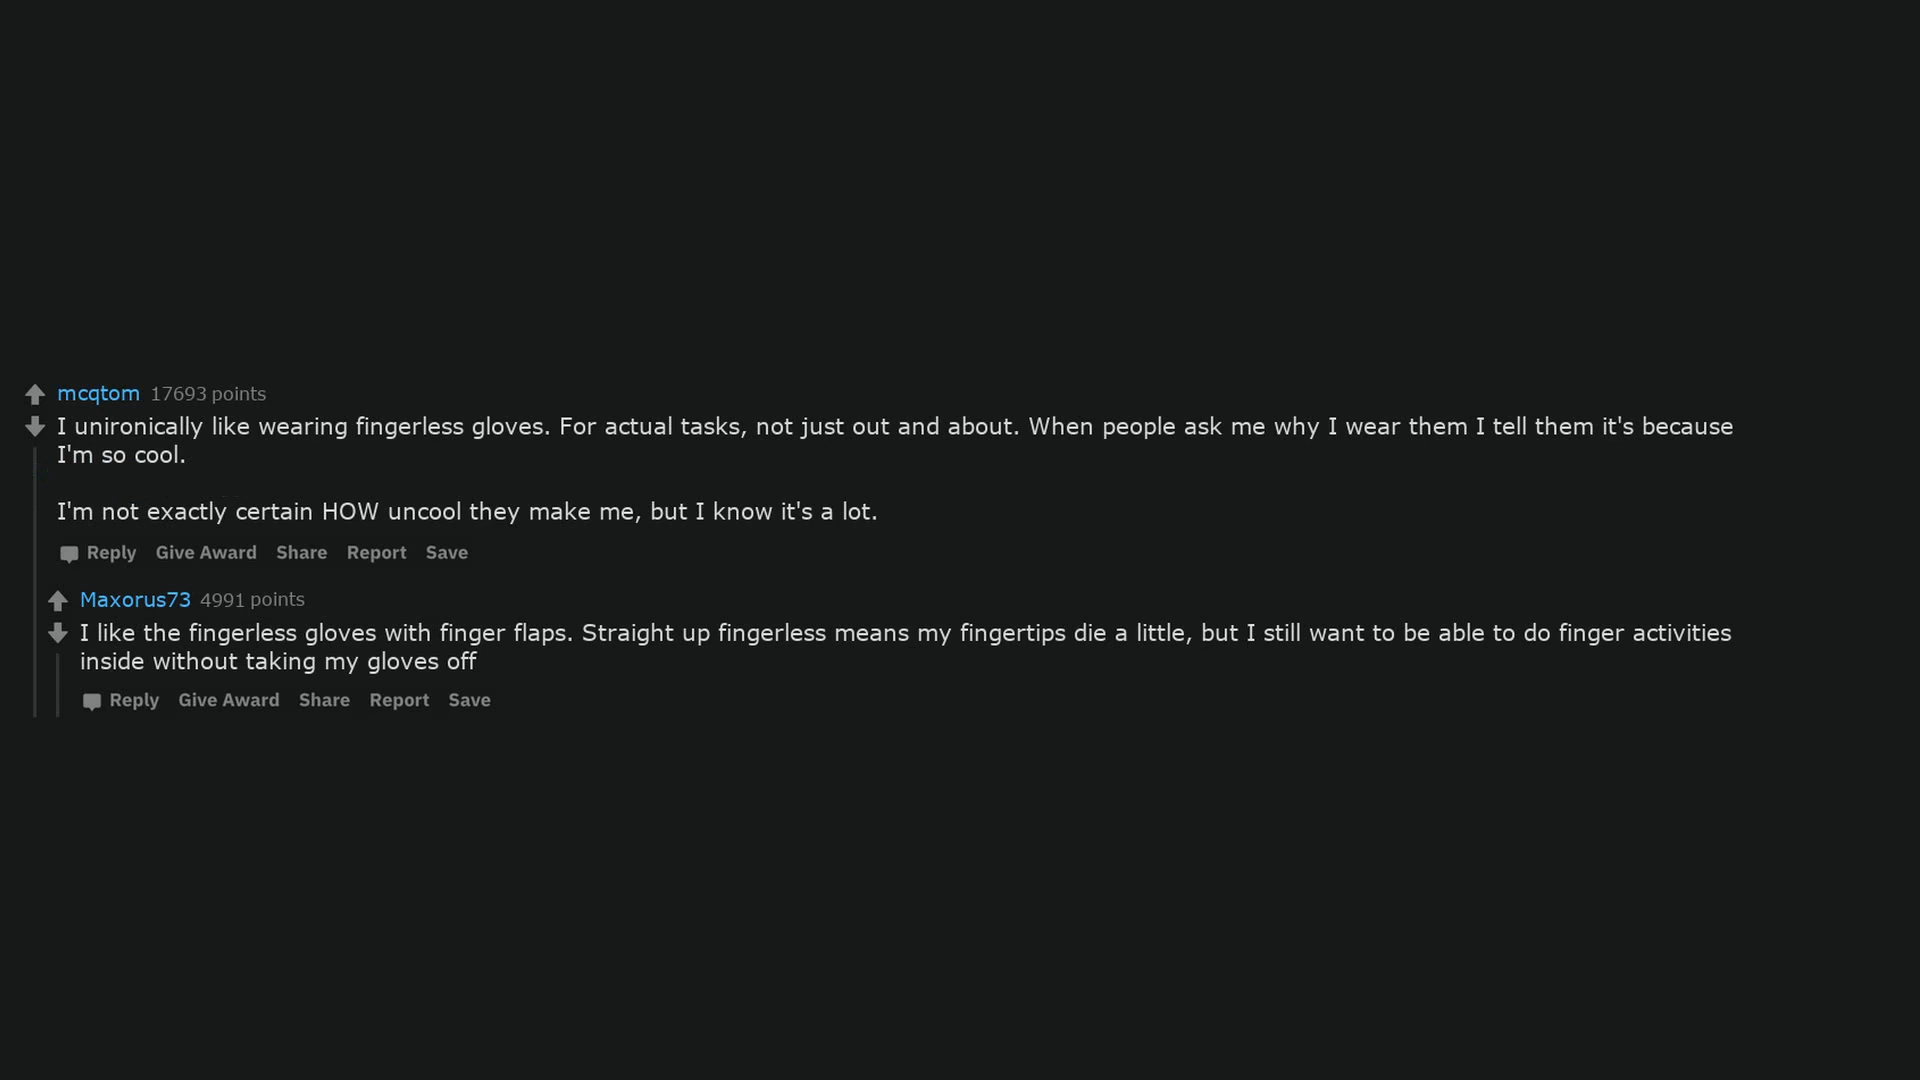 mcqtom 17693 points
I unironically like wearing fingerless gloves. For actual tasks, not just out and about. When people ask me why I wear them I tell them it's because
I'm so cool.
I'm not exactly certain HOW uncool they make me, but I know it's a lot.
Reply Give Award Share Report Save
Maxorus73 4991 points
I like the fingerless gloves with finger flaps. Straight up fingerless means my fingertips die a little, but I still want to be able to do finger activities
inside without taking my gloves off
Reply Give Award Share Report Save